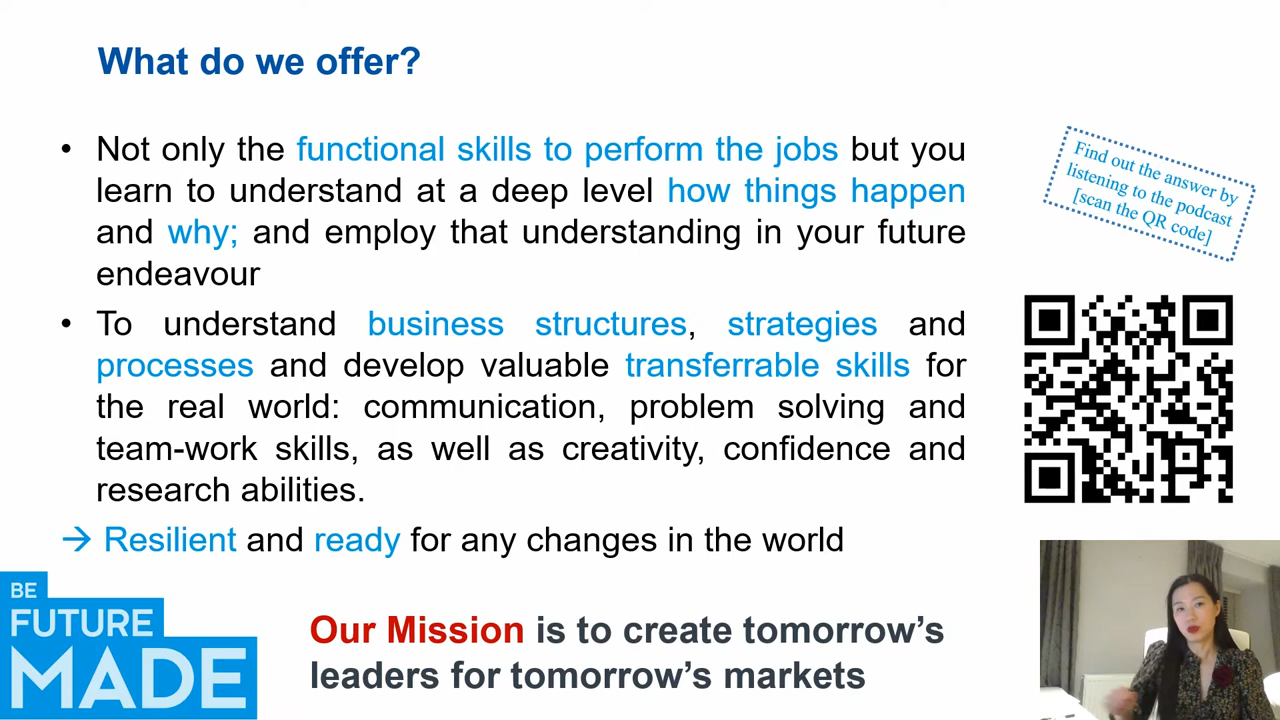 What do we offer?
• Not only the functional skills to perform the jobs but you
learn to understand at a deep level how things happen
and why; and employ that understanding in your future
endeavour
• To understand business structures, strategies and
processes and develop valuable transferrable skills for
the real world: communication, problem solving and
team-work skills, as well as creativity, confidence and
research abilities.
→ Resilient and ready for any changes in the world
Find out the answer by
listening to the podcast
[scan the QR code]
BE
FUTURE
MADE
Our Mission is to create tomorrow’s
leaders for tomorrow’s markets